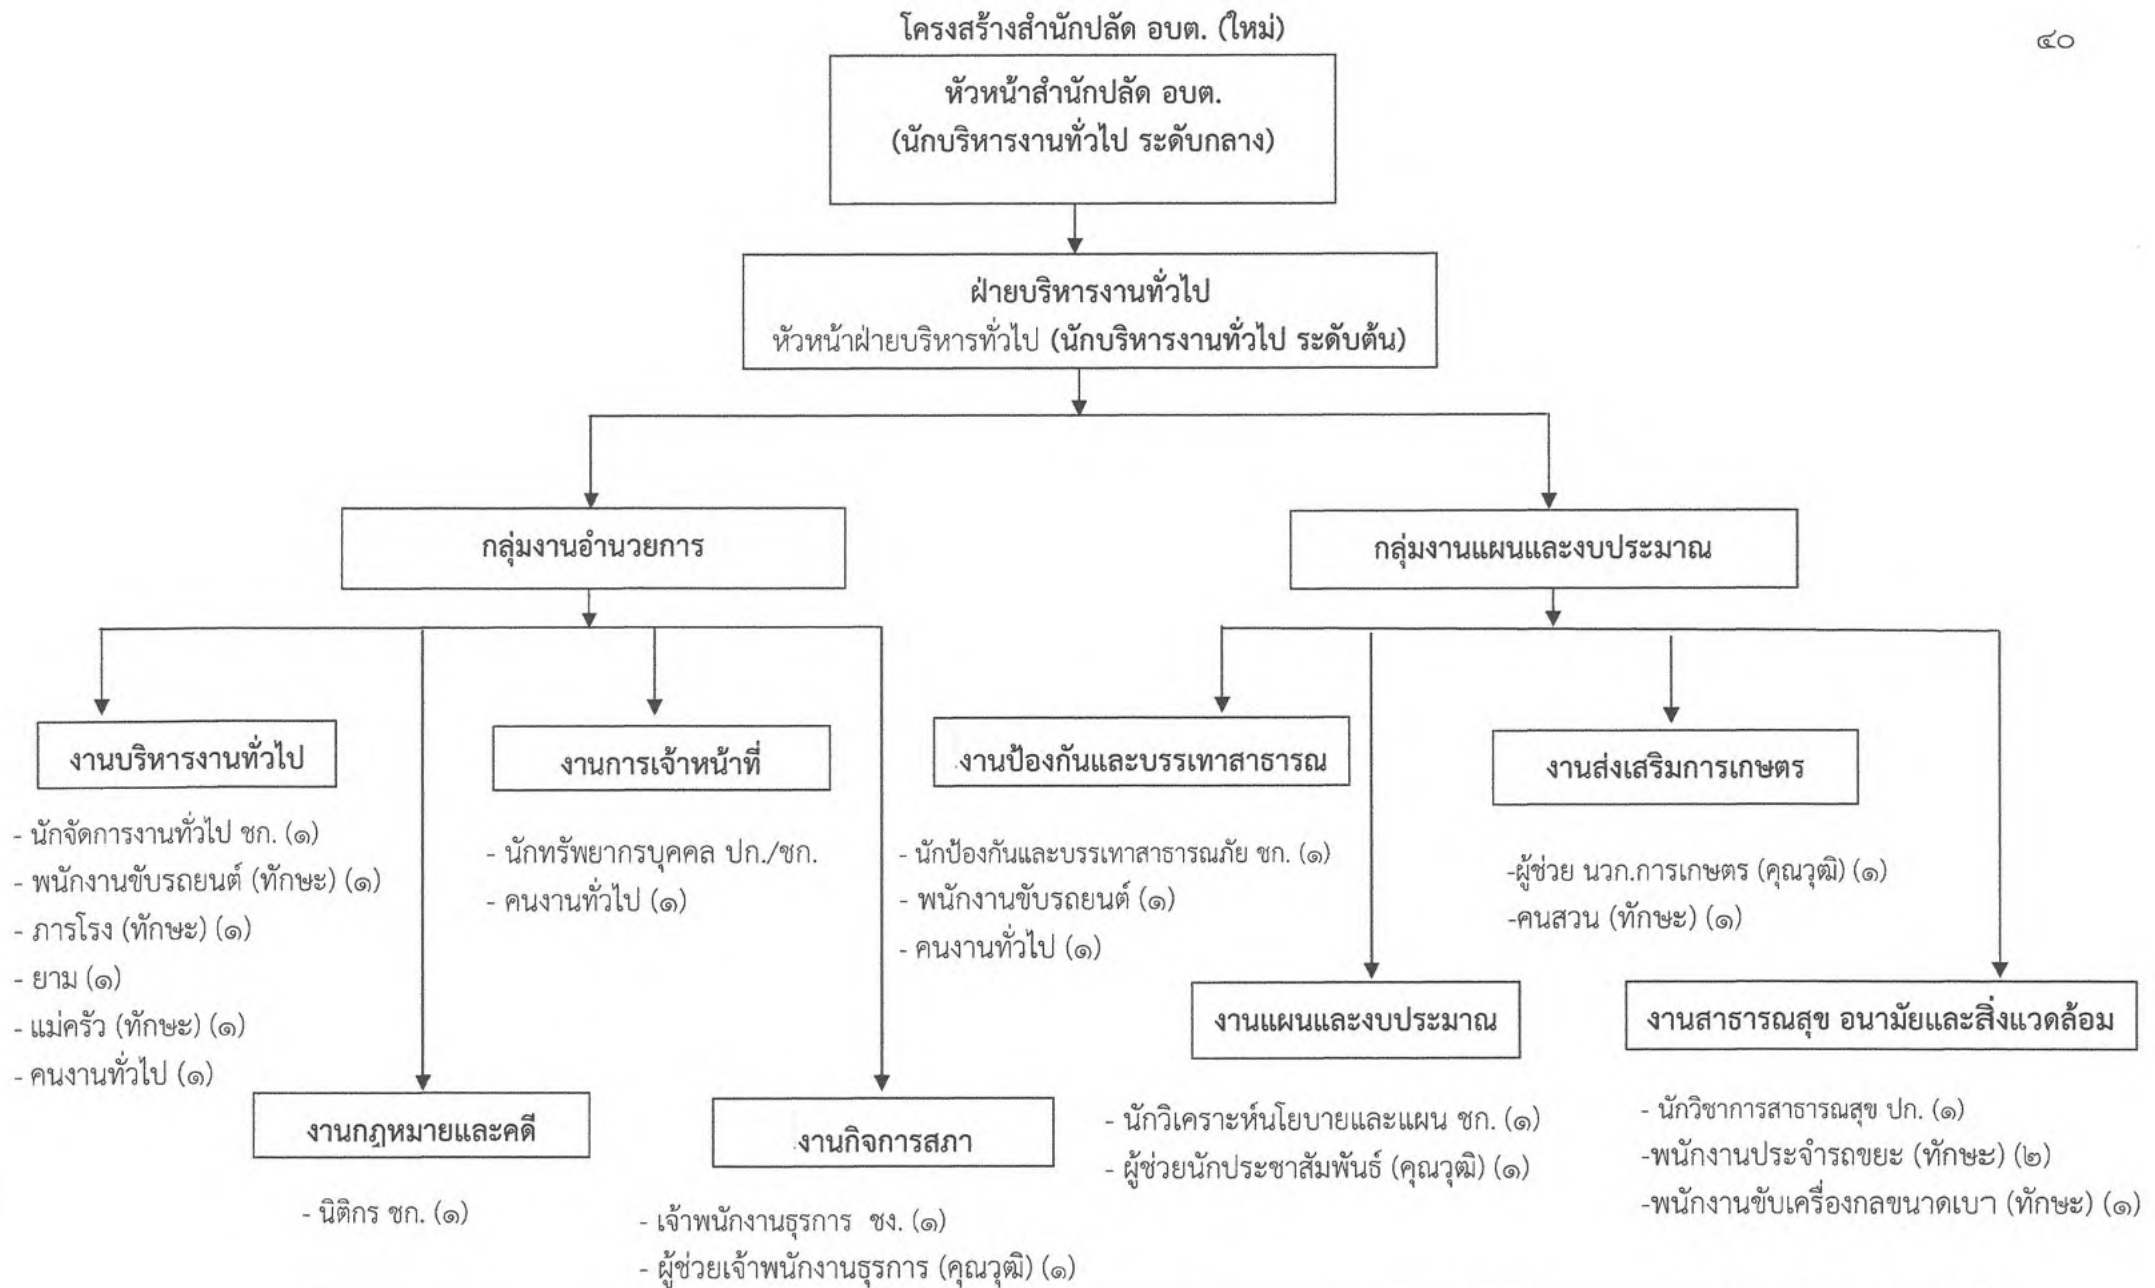 โครงสร้างสำนักปลัด อบต. (ใหม่)
๔๐
หัวหน้าสำนักปลัด อบต.
(นักบริหารงานทั่วไป ระดับกลาง)
ฝ่ายบริหารงานทั่วไป
หัวหน้าฝ่ายบริหารทั่วไป (นักบริหารงานทั่วไป ระดับต้น)
กลุ่มงานอำนวยการ
กลุ่มงานแผนและงบประมาณ
งานบริหารงานทั่วไป
- นักจัดการงานทั่วไป ชก. (๑)
- พนักงานขับรถยนต์ (ทักษะ) (๑)
- ภารโรง (ทักษะ) (๑)
- ยาม (๑)
- แม่ครัว (ทักษะ) (๑)
- คนงานทั่วไป (๑)
งานกฎหมายและคดี
- นิติกร ชก. (๑)
งานการเจ้าหน้าที่
- นักทรัพยากรบุคคล ปก./ชก.
- คนงานทั่วไป (๑)
งานกิจการสภา
- เจ้าพนักงานธุรการ ชง. (๑)
- ผู้ช่วยเจ้าพนักงานธุรการ (คุณวุฒิ) (๑)
งานป้องกันและบรรเทาสาธารณ
- นักป้องกันและบรรเทาสาธารณภัย ชก. (๑)
- พนักงานขับรถยนต์ (๑)
- คนงานทั่วไป (๑)
งานแผนและงบประมาณ
- นักวิเคราะห์นโยบายและแผน ชก. (๑)
- ผู้ช่วยนักประชาสัมพันธ์ (คุณวุฒิ) (๑)
งานส่งเสริมการเกษตร
-ผู้ช่วย นวก.การเกษตร (คุณวุฒิ) (๑)
-คนสวน (ทักษะ) (๑)
งานสาธารณสุข อนามัยและสิ่งแวดล้อม
- นักวิชาการสาธารณสุข ปก. (๑)
-พนักงานประจำรถขยะ (ทักษะ) (๒)
-พนักงานขับเครื่องกลขนาดเบา (ทักษะ) (๑)